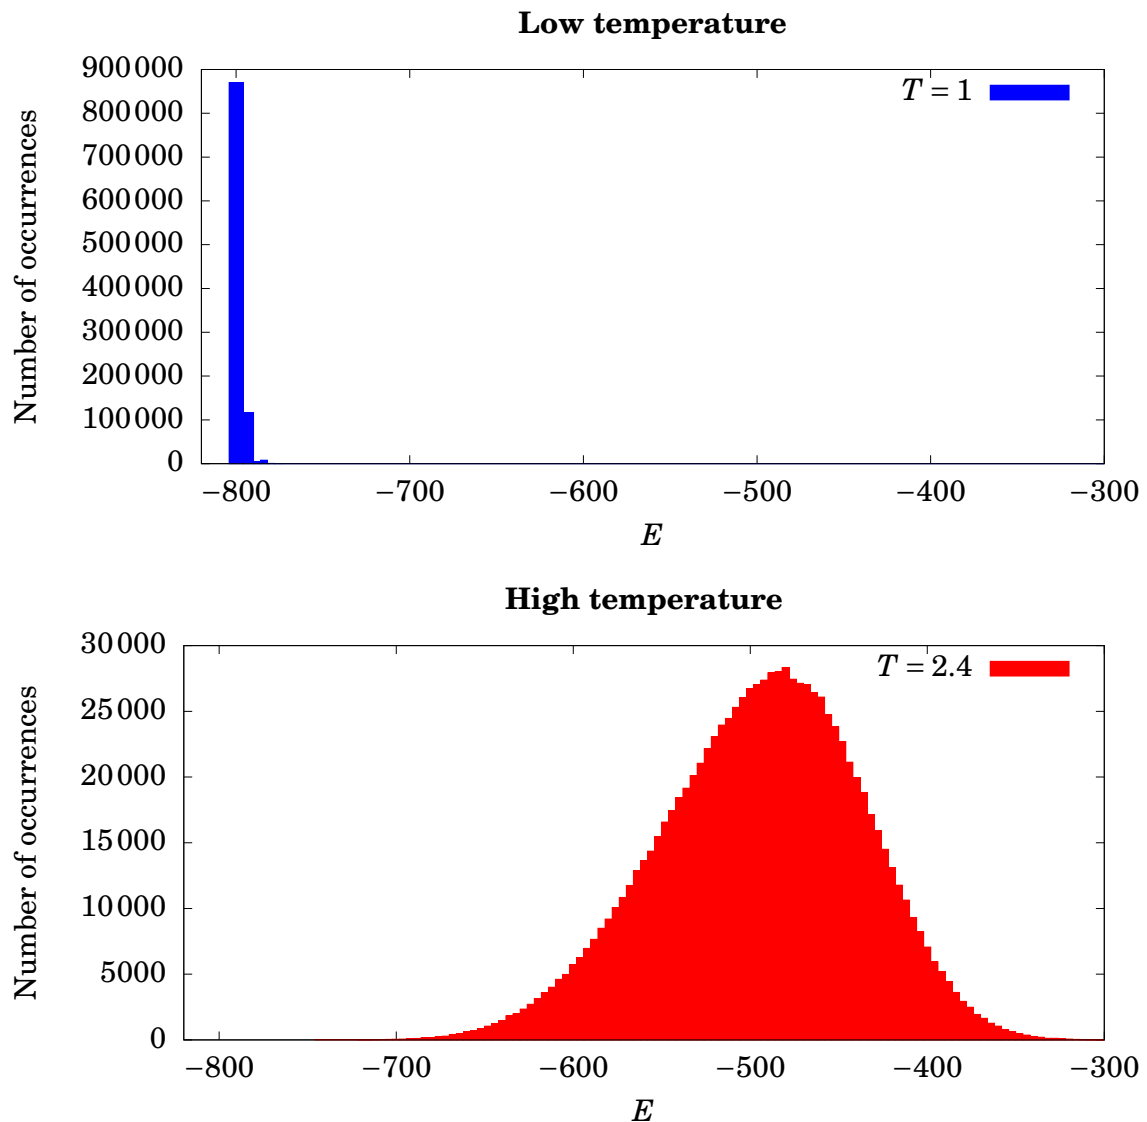 Low temperature
900 000
800 000
700 000
600 000
500 000
400 000
300 000
200 000
100 000
0
Number of occurrences
T = 1
−800 −700 −600 −500 −400 −300
E
High temperature
30 000
25 000
20 000
15 000
10 000
5000
0
Number of occurrences
T = 2.4
−800 −700 −600 −500 −400 −300
E